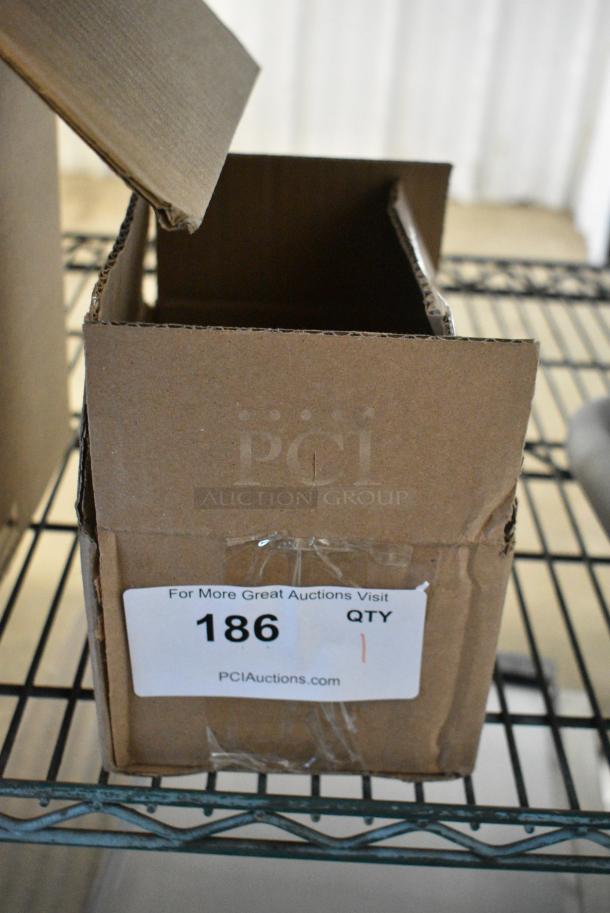 PCI
AUCTION GROUP
For More Great Auctions Visit
186 QTY
1
PCIAuctions.com